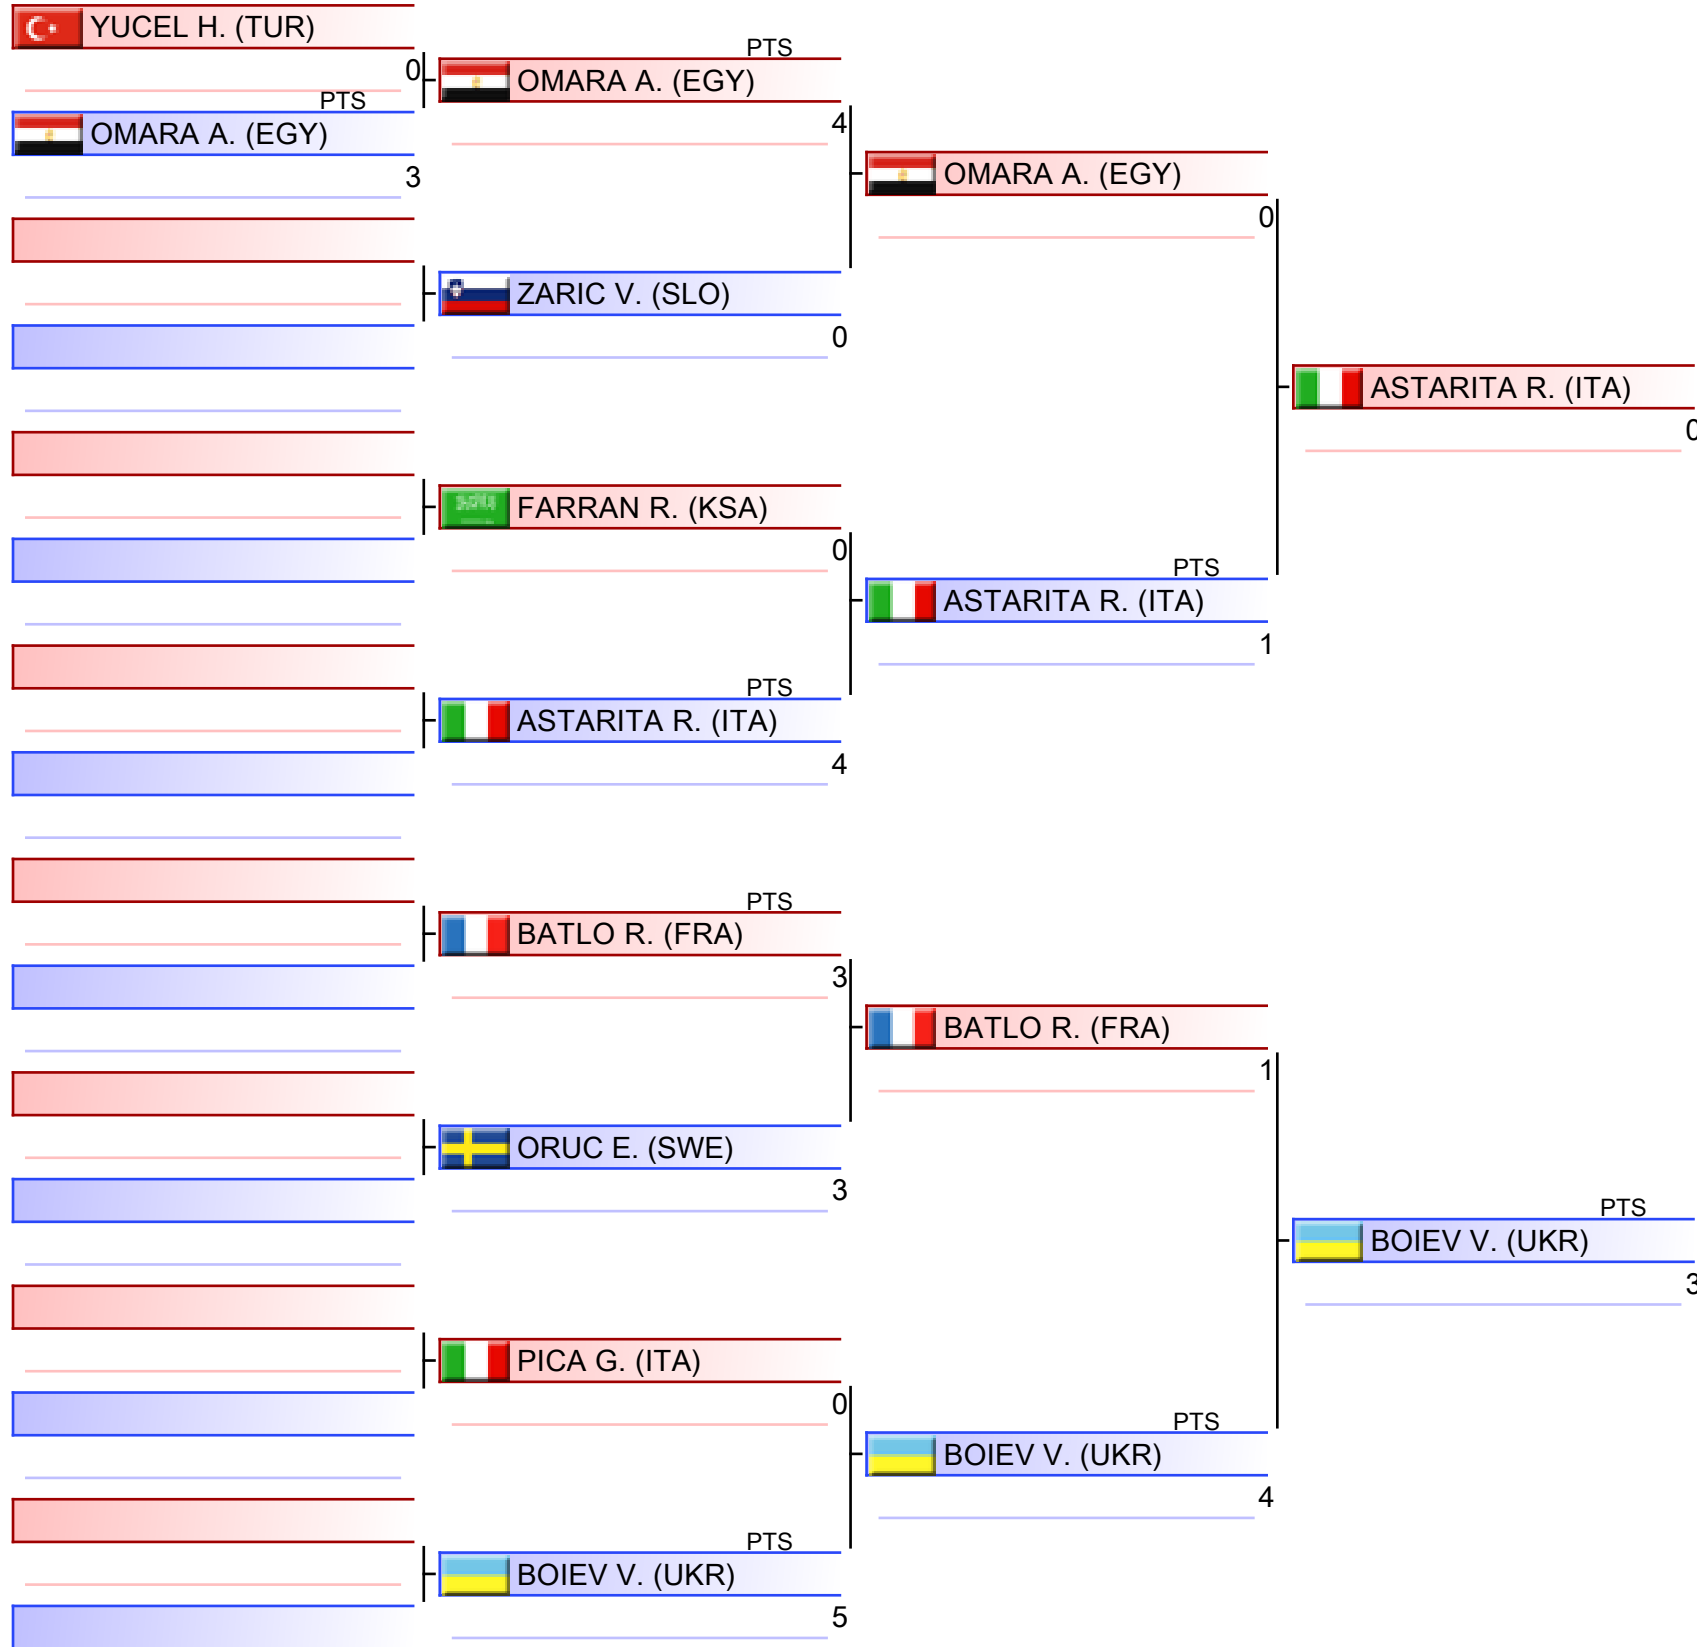 YUCEL H. (TUR)
0
PTS
OMARA A. (EGY)
3
PTS
OMARA A. (EGY)
4
ZARIC V. (SLO)
0
FARRAN R. (KSA)
0
PTS
ASTARITA R. (ITA)
4
PTS
BATLO R. (FRA)
3
ORUC E. (SWE)
3
PICA G. (ITA)
0
PTS
BOIEV V. (UKR)
5
OMARA A. (EGY)
0
PTS
ASTARITA R. (ITA)
1
BATLO R. (FRA)
1
PTS
BOIEV V. (UKR)
4
ASTARITA R. (ITA)
0
PTS
BOIEV V. (UKR)
3